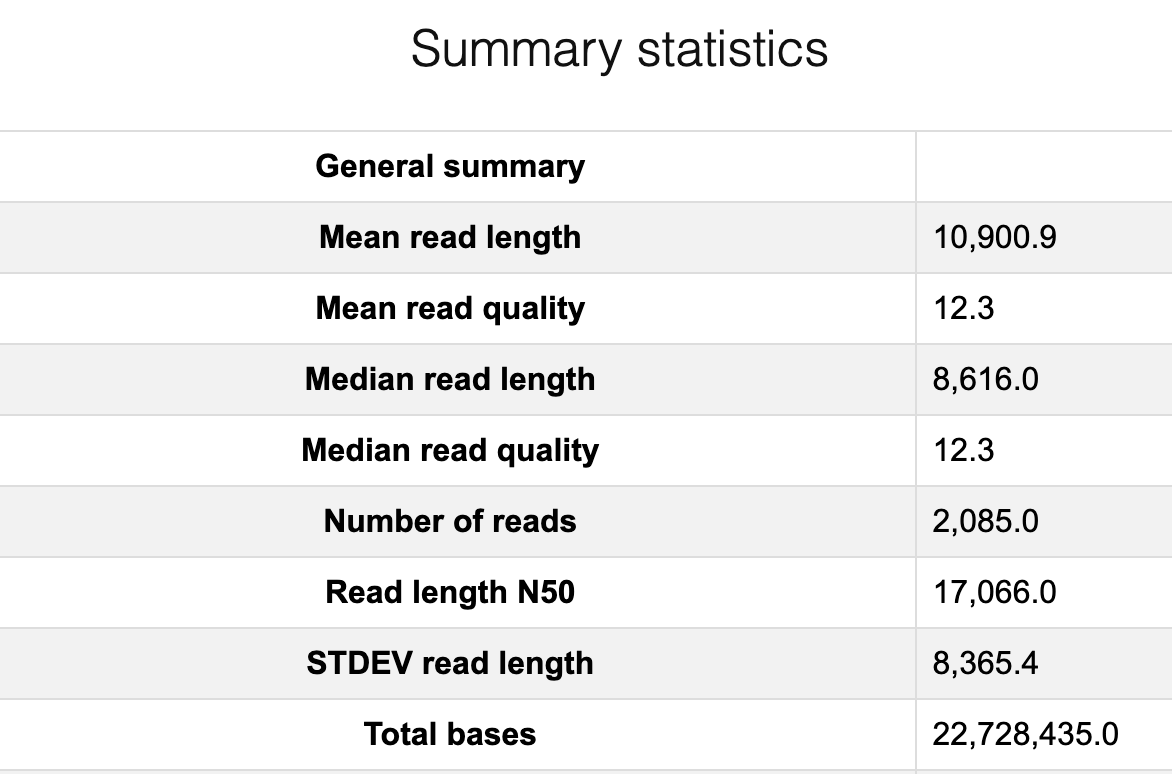 Summary statistics
General summary
Mean read length 10,900.9
Mean read quality 12.3
Median read length 8,616.0
Median read quality 12.3
Number of reads 2,085.0
Read length N50 17,066.0
STDEV read length 8,365.4
Total bases 22,728,435.0